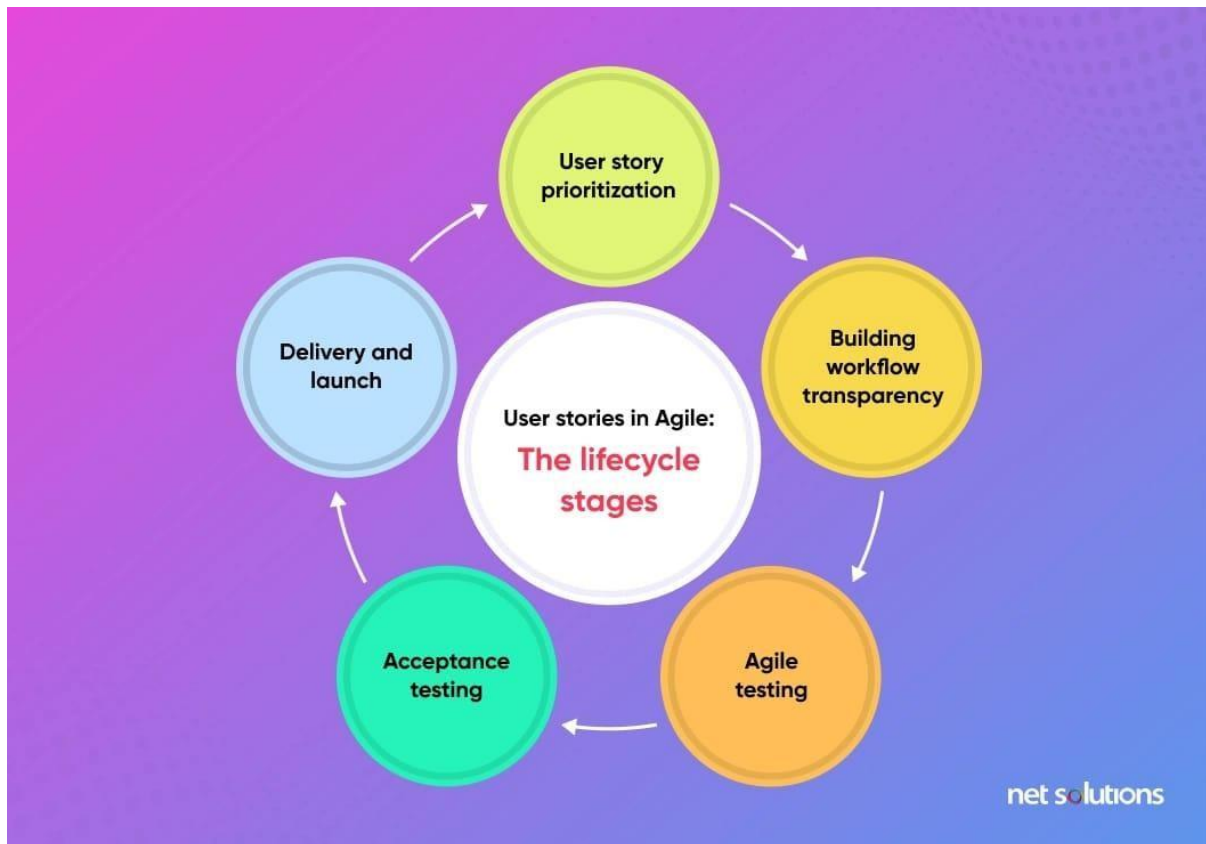 User story
prioritization
Building
workflow
transparency
Delivery and
launch
User stories in Agile:
The lifecycle
stages
Acceptance
testing
Agile
testing
net solutions